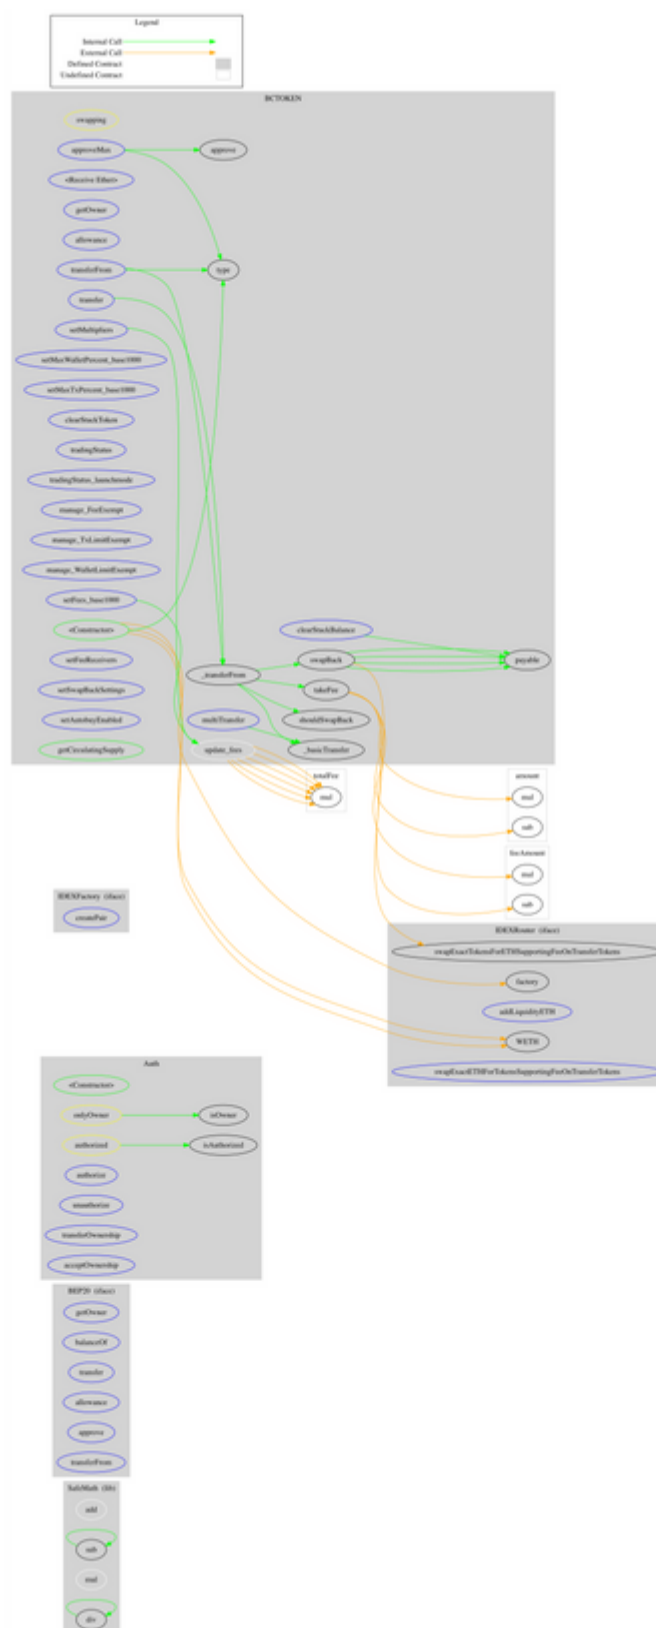 Legend
Internal Call
External Call
Defined Contract
Undefined Contract
BCTOKEN
swapping
approveMax
approve
<Receive Ether>
getOwner
allowance
transferFrom
type
transfer
setMultipliers
setMaxWalletPercent_base1000
setMaxTxPercent_base1000
clearStuckToken
tradingStatus
tradingStatus_launchmode
manage_FeeExempt
manage_TxLimitExempt
manage_WalletLimitExempt
setFees_base1000
<Constructor>
clearStuckBalance
setFeeReceivers
_transferFrom
swapBack
payable
setSwapBackSettings
takeFee
setAutobuyEnabled
multiTransfer
shouldSwapBack
getCirculatingSupply
update_fees
_basicTransfer
totalFee
mul
amount
mul
sub
feeAmount
mul
sub
IDEXFactory (iface)
createPair
IDEXRouter (iface)
swapExactTokensForETHSupportingFeeOnTransferTokens
factory
addLiquidityETH
WETH
swapExactETHForTokensSupportingFeeOnTransferTokens
Auth
<Constructor>
onlyOwner
isOwner
authorized
isAuthorized
authorize
unauthorize
transferOwnership
acceptOwnership
BEP20 (iface)
getOwner
balanceOf
transfer
allowance
approve
transferFrom
SafeMath (lib)
add
sub
mul
div